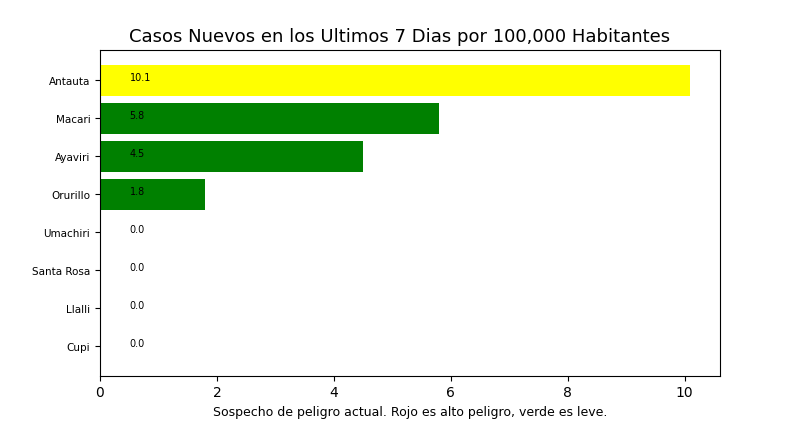 Casos Nuevos en los Ultimos 7 Dias por 100,000 Habitantes
Antauta 10.1
Macari 5.8
Ayaviri 4.5
Orurillo 1.8
Umachiri 0.0
Santa Rosa 0.0
Llalli 0.0
Cupi 0.0
0 2 4 6 8 10
Sospecho de peligro actual. Rojo es alto peligro, verde es leve.